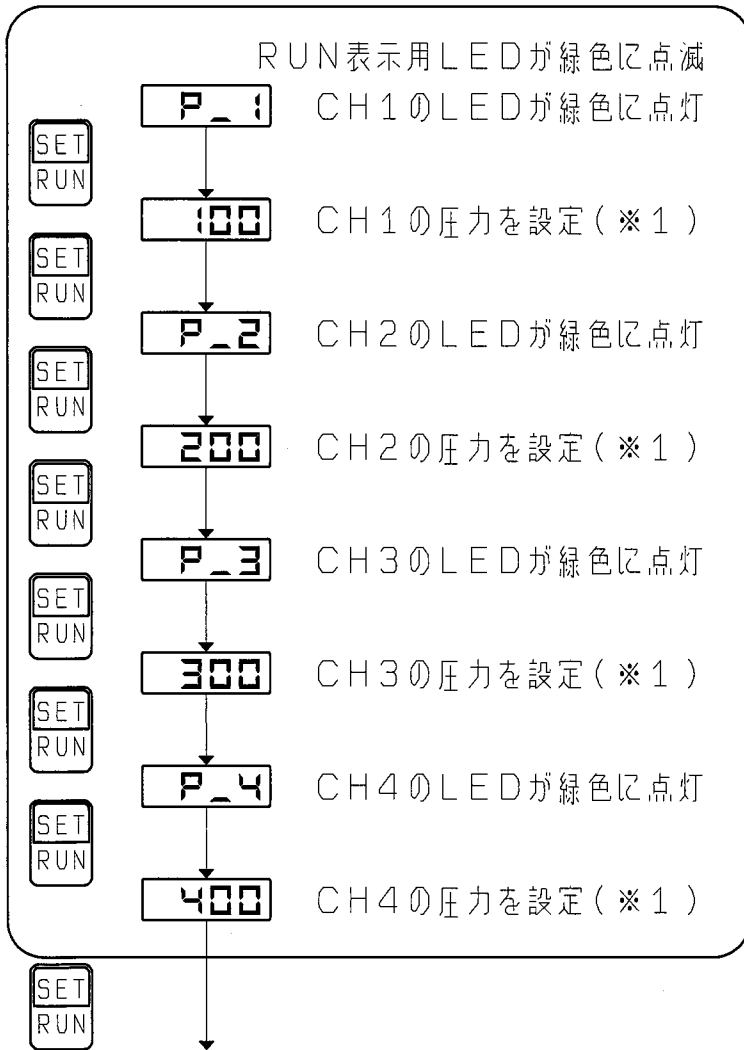 RUN表示用LEDが緑色に点滅
P_1 CH1のLEDが緑色に点灯
SET
RUN
100 CH1の圧力を設定(※1)
SET
RUN
P_2 CH2のLEDが緑色に点灯
SET
RUN
200 CH2の圧力を設定(※1)
SET
RUN
P_3 CH3のLEDが緑色に点灯
SET
RUN
300 CH3の圧力を設定(※1)
SET
RUN
P_4 CH4のLEDが緑色に点灯
SET
RUN
400 CH4の圧力を設定(※1)
SET
RUN